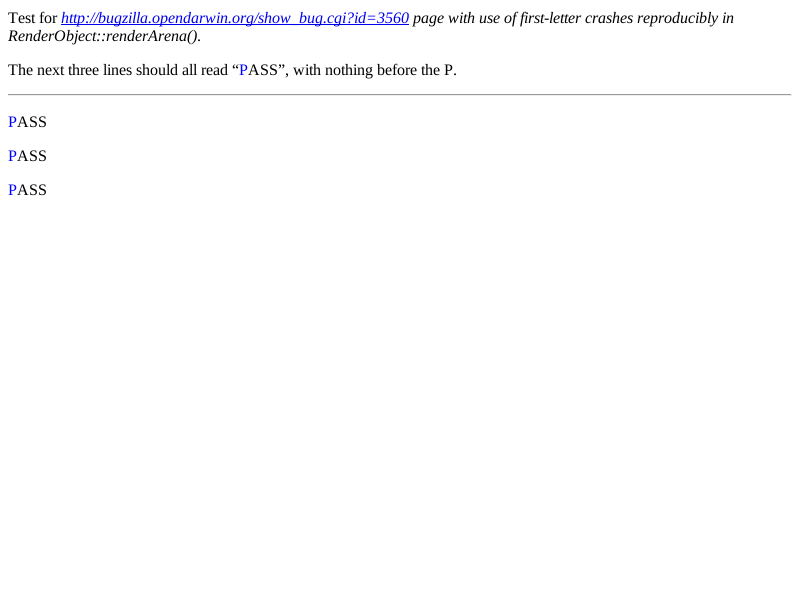 Test for http://bugzilla.opendarwin.org/show_bug.cgi?id=3560 page with use of first-letter crashes reproducibly in
RenderObject::renderArena().
The next three lines should all read “PASS”, with nothing before the P.
PASS
PASS
PASS